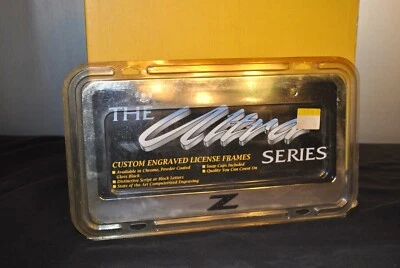 THE Ultra
SERIES
CUSTOM ENGRAVED LICENSE FRAMES
■ Available in Chrome, Powder Coated
Gloss Black
■ Distinctive Script or Block Letters
■ State of the Art Computerized Engraving
■ Snap Caps Included
■ Quality You Can Count On
Z